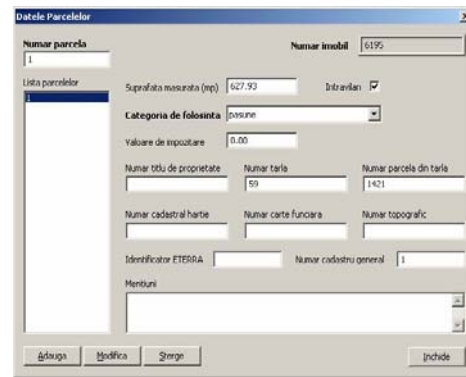 Datele Parcelelor
Numar parcela
1
Numar imobil 6195
Lista parcelelor
1
Suprafata masurata (mp) 627.93 Intravilan
Categoria de folosinta pasune
Valoare de impozitare 0.00
Numar titlu de proprietate Numar tarla Numar parcela din tarla
59 1421
Numar cadastral hartie Numar carte funciara Numar topografic
Identificator ETERRA Numar cadastru general 1
Mentiuni
Adauga Modifica Sterge Inchide